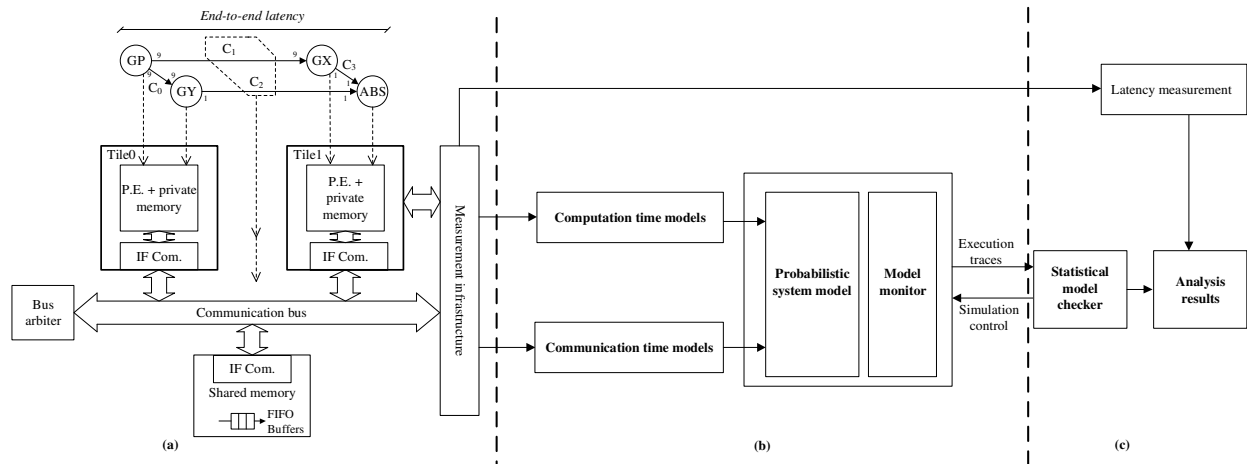 End-to-end latency
GP
9
C₁
9
GX
C₃
9
9
C₀
GY
1
C₂
1
1
1
ABS
Tile0
P.E. + private
memory
IF Com.
Tile1
P.E. +
private
memory
IF Com.
Bus
arbiter
Communication bus
IF Com.
Shared memory
FIFO
Buffers
Measurement infrastructure
(a)
Computation time models
Communication time models
Probabilistic
system model
Model
monitor
Execution
traces
Simulation
control
(b)
Latency measurement
Statistical
model
checker
Analysis
results
(c)